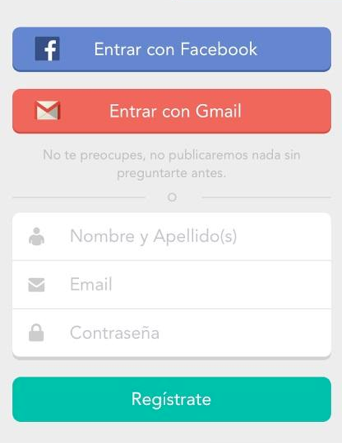 Entrar con Facebook
Entrar con Gmail
No te preocupes, no publicaremos nada sin
preguntarte antes.
o
Nombre y Apellido(s)
Email
Contraseña
Regístrate